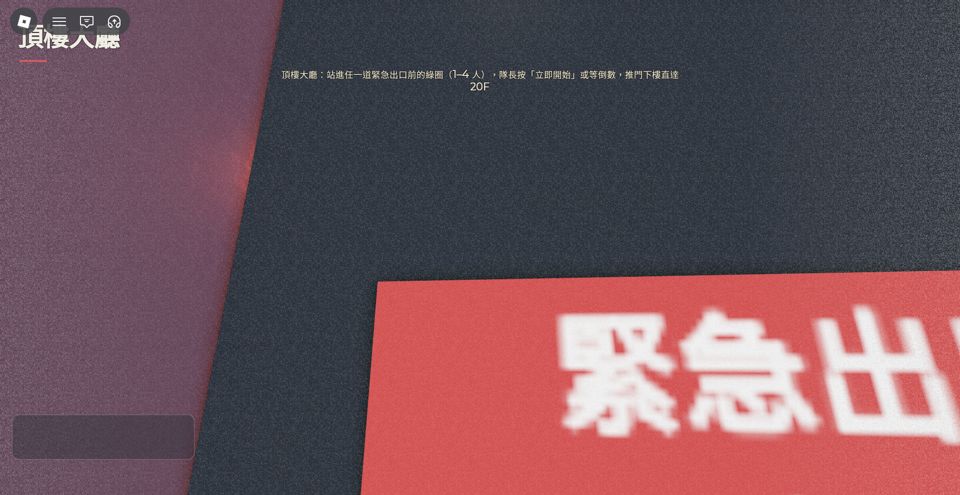 頂樓大廳
頂樓大廳：站進任一道緊急出口前的綠圈（1–4 人），隊長按「立即開始」或等倒數，推門下樓直達
20F
緊急出